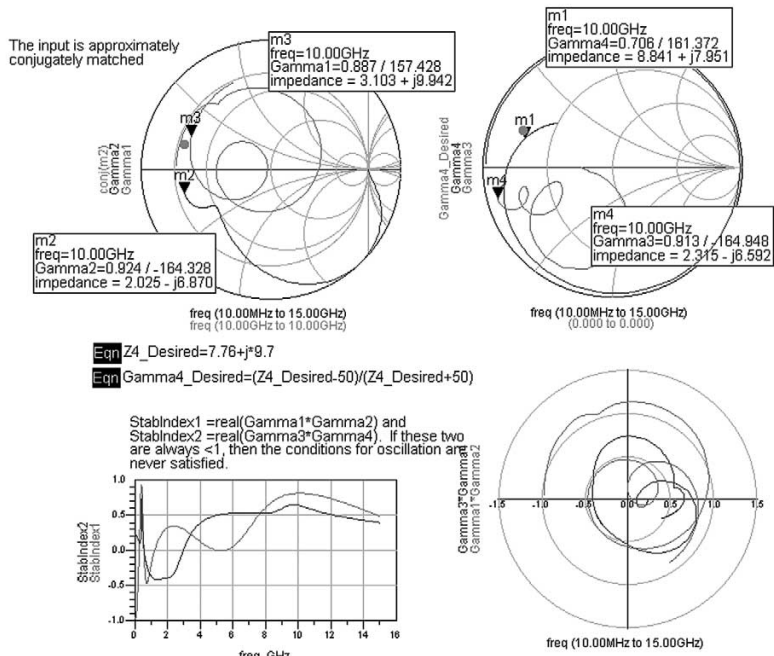 The input is approximately
conjugately matched
m3
freq=10.00GHz
Gamma1=0.887 / 157.428
impedance = 3.103 + j9.942
m3
m2
conj(m2)
Gamma2
Gamma1
m2
freq=10.00GHz
Gamma2=0.924 / -164.328
impedance = 2.025 - j6.870
freq (10.00MHz to 15.00GHz)
freq (10.00GHz to 10.00GHz)
m1
freq=10.00GHz
Gamma4=0.706 / 161.372
impedance = 8.841 + j7.951
m1
m4
Gamma4_Desired
Gamma4
Gamma3
m4
freq=10.00GHz
Gamma3=0.913 / -164.948
impedance = 2.315 - j6.592
freq (10.00MHz to 15.00GHz)
(0.000 to 0.000)
Eqn Z4_Desired=7.76+j*9.7
Eqn Gamma4_Desired=(Z4_Desired-50)/(Z4_Desired+50)
StabIndex1 =real(Gamma1*Gamma2) and
StabIndex2 =real(Gamma3*Gamma4). If these two
are always <1, then the conditions for oscillation are
never satisfied.
StabIndex2
StabIndex1
1.0
0.5
0.0
-0.5
-1.0
0 2 4 6 8 10 12 14 16
freq, GHz
Gamma3*Gamma4
Gamma1*Gamma2
-1.5 -1.0 -0.5 0.0 0.5 1.0 1.5
freq (10.00MHz to 15.00GHz)